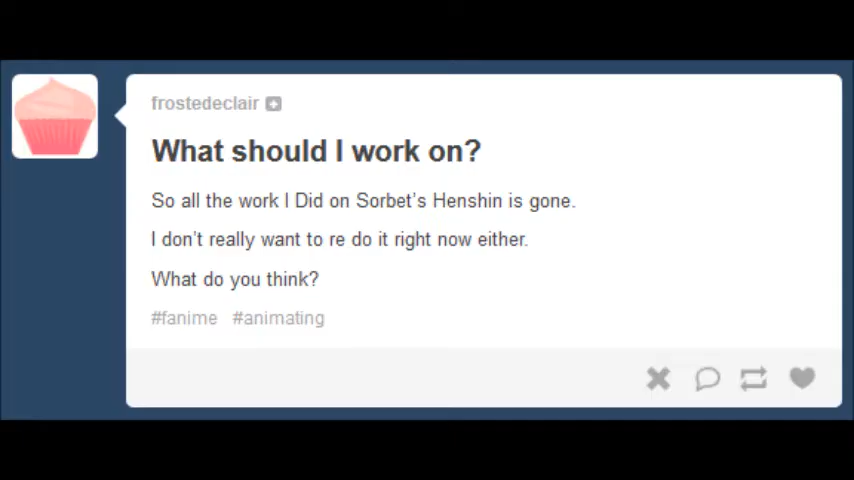 frostedeclair
What should I work on?
So all the work I Did on Sorbet's Henshin is gone.
I don't really want to re do it right now either.
What do you think?
#fanime #animating